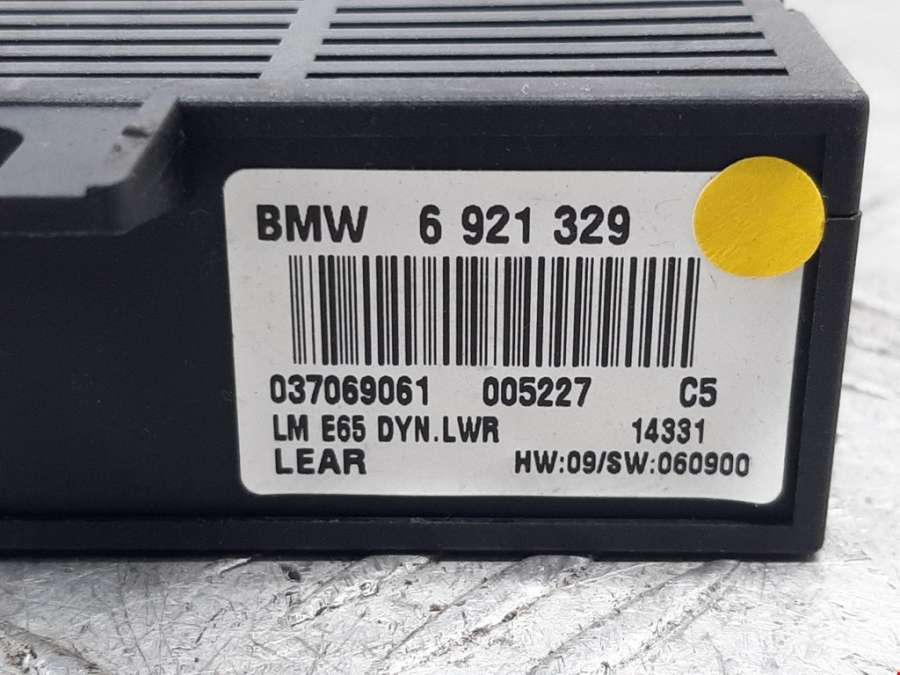 BMW 6 921 329
037069061 005227 C5
LM E65 DYN.LWR 14331
LEAR HW:09/SW:060900